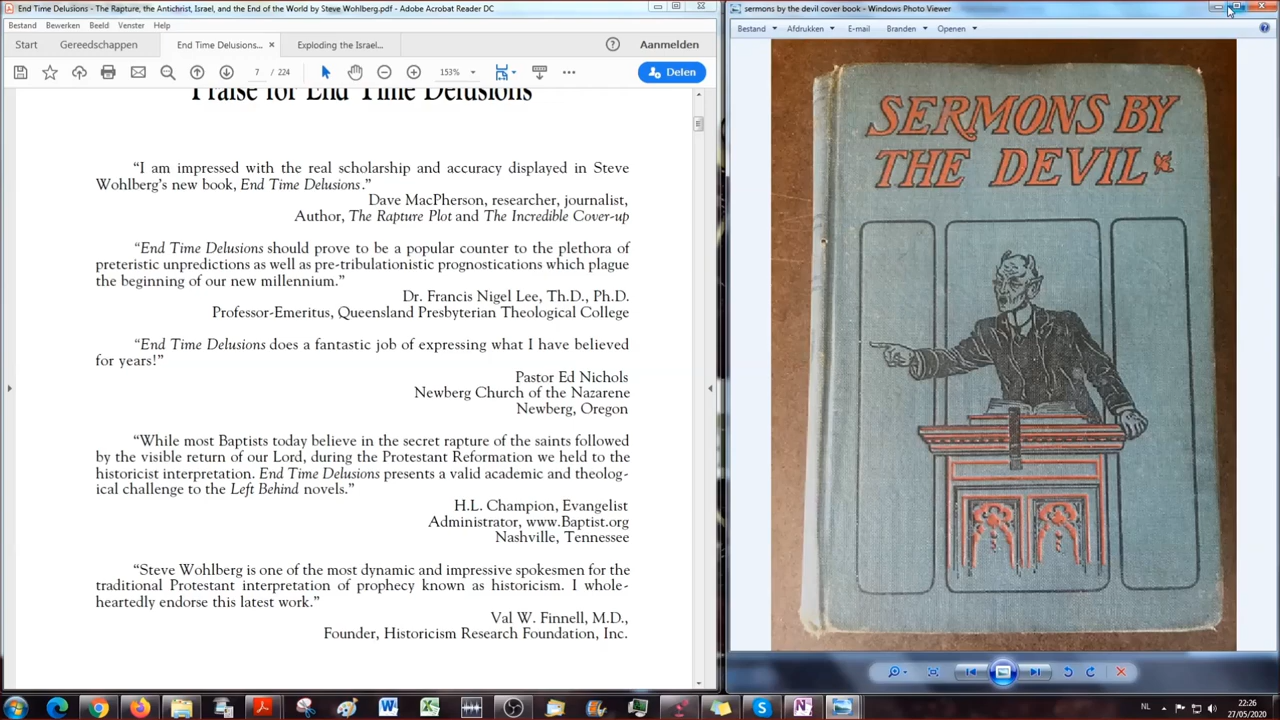 End Time Delusions - The Rapture, the Antichrist, Israel, and the End of the World by Steve Wohlberg.pdf - Adobe Acrobat Reader DC
Bestand Bewerken Beeld Venster Help
Start Gereedschappen End Time Delusions... × Exploding the Israel... Aanmelden
7 / 224 153% Delen
Praise for End Time Delusions
“I am impressed with the real scholarship and accuracy displayed in Steve
Wohlberg’s new book, End Time Delusions.”
Dave MacPherson, researcher, journalist,
Author, The Rapture Plot and The Incredible Cover-up
“End Time Delusions should prove to be a popular counter to the plethora of
preteristic unpredictions as well as pre-tribulationistic prognostications which plague
the beginning of our new millennium.”
Dr. Francis Nigel Lee, Th.D., Ph.D.
Professor-Emeritus, Queensland Presbyterian Theological College
“End Time Delusions does a fantastic job of expressing what I have believed
for years!”
Pastor Ed Nichols
Newberg Church of the Nazarene
Newberg, Oregon
“While most Baptists today believe in the secret rapture of the saints followed
by the visible return of our Lord, during the Protestant Reformation we held to the
historicist interpretation. End Time Delusions presents a valid academic and theolog-
ical challenge to the Left Behind novels.”
H.L. Champion, Evangelist
Administrator, www.Baptist.org
Nashville, Tennessee
“Steve Wohlberg is one of the most dynamic and impressive spokesmen for the
traditional Protestant interpretation of prophecy known as historicism. I whole-
heartedly endorse this latest work.”
Val W. Finnell, M.D.,
Founder, Historicism Research Foundation, Inc.
sermons by the devil cover book - Windows Photo Viewer
Bestand Afdrukken E-mail Branden Openen
SERMONS BY
THE DEVIL
NL 22:26
27/05/2020